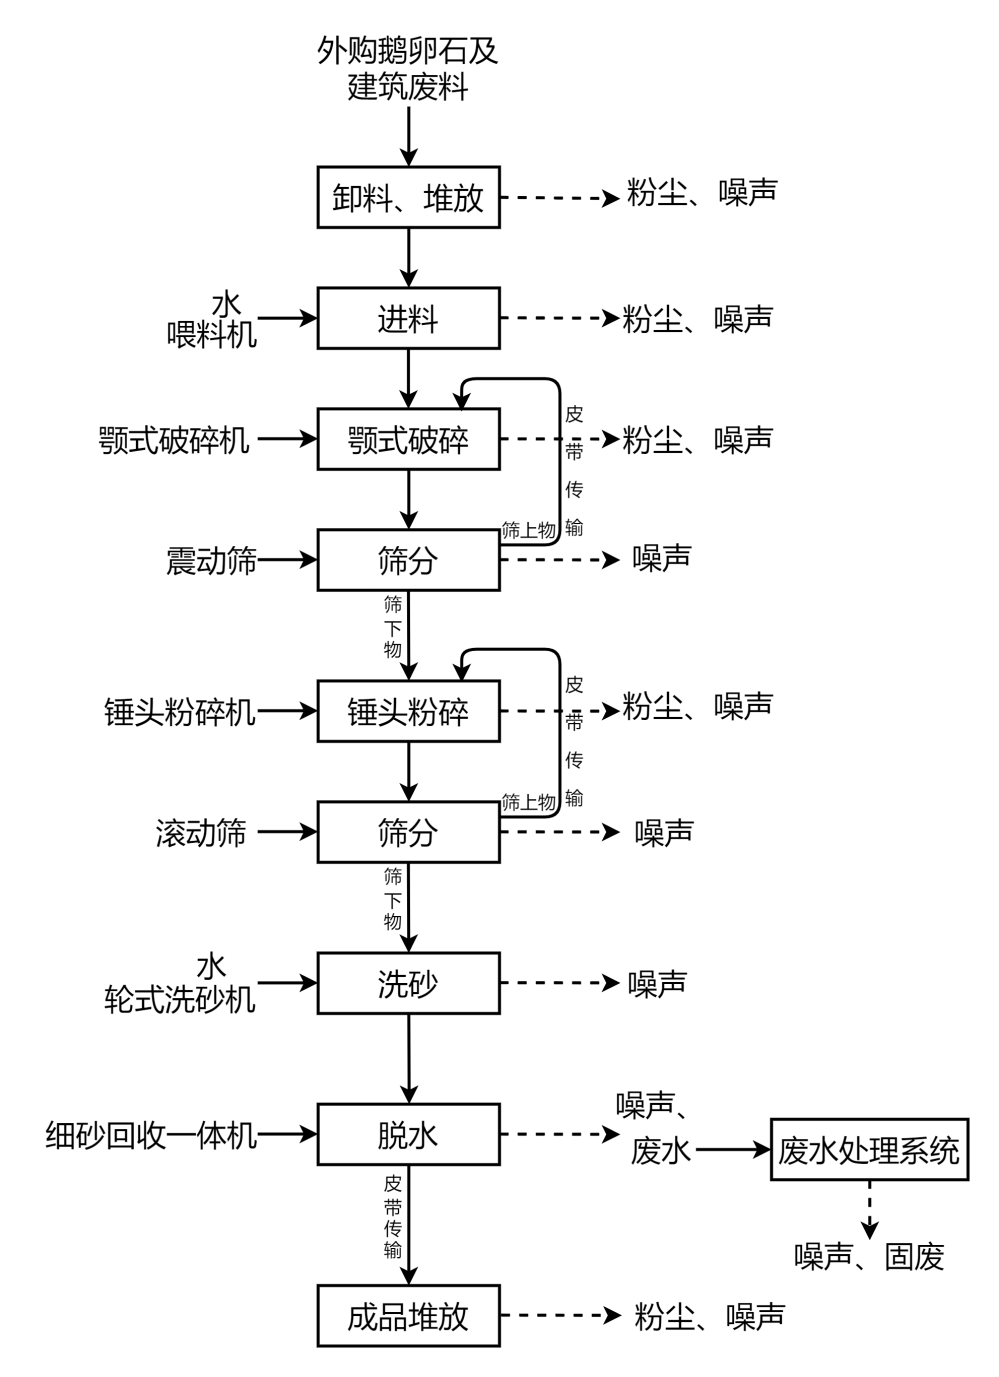 外购鹅卵石及
建筑废料
卸料、堆放
粉尘、噪声
水
喂料机
进料
粉尘、噪声
颚式破碎机
颚式破碎
皮带传输
粉尘、噪声
筛上物
震动筛
筛分
噪声
筛下物
锤头粉碎机
锤头粉碎
皮带传输
粉尘、噪声
筛上物
滚动筛
筛分
噪声
筛下物
水
轮式洗砂机
洗砂
噪声
细砂回收一体机
脱水
噪声、
废水
废水处理系统
噪声、固废
皮带传输
成品堆放
粉尘、噪声